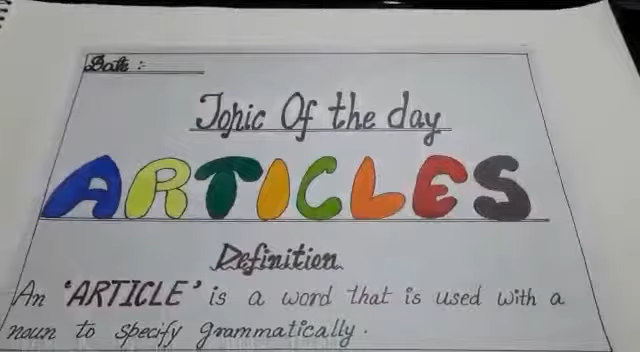 Date :-
Topic Of the day
ARTICLES
Definition
An 'ARTICLE' is a word that is used with a
noun to specify grammatically.